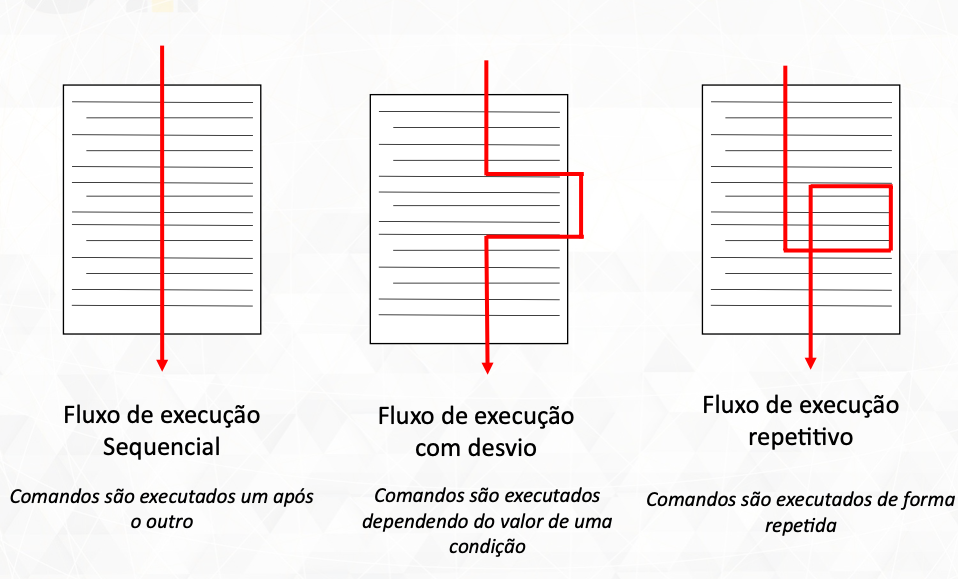 Fluxo de execução
Sequencial
Comandos são executados um após
o outro
Fluxo de execução
com desvio
Comandos são executados
dependendo do valor de uma
condição
Fluxo de execução
repetitivo
Comandos são executados de forma
repetida